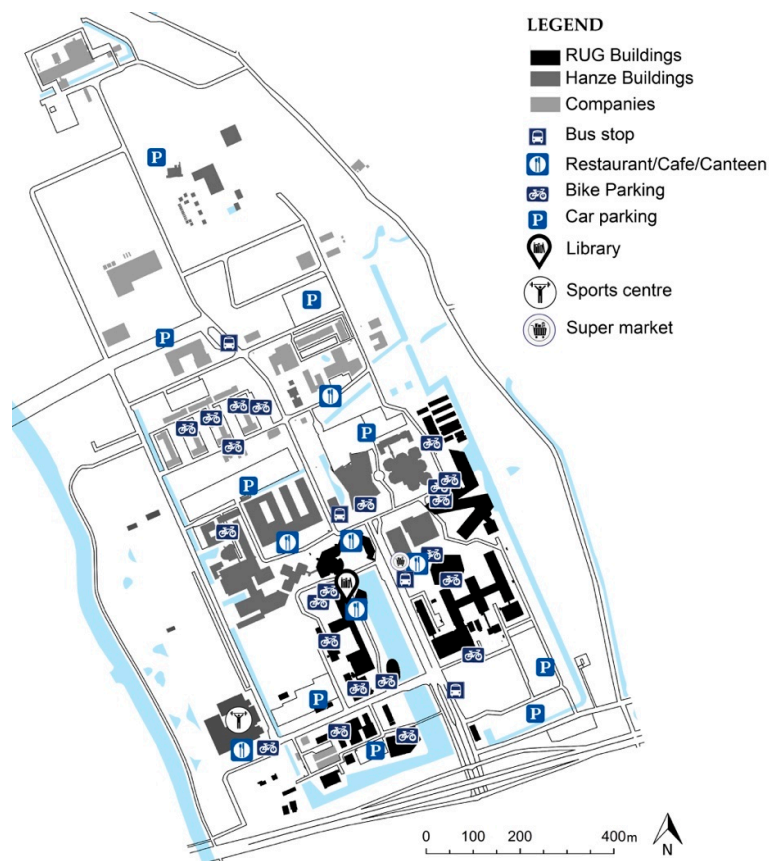 LEGEND
RUG Buildings
Hanze Buildings
Companies
Bus stop
Restaurant/Cafe/Canteen
Bike Parking
P Car parking
Library
Sports centre
Super market
P
P
P
P
P
P
P
P
P
0 100 200 400m
N